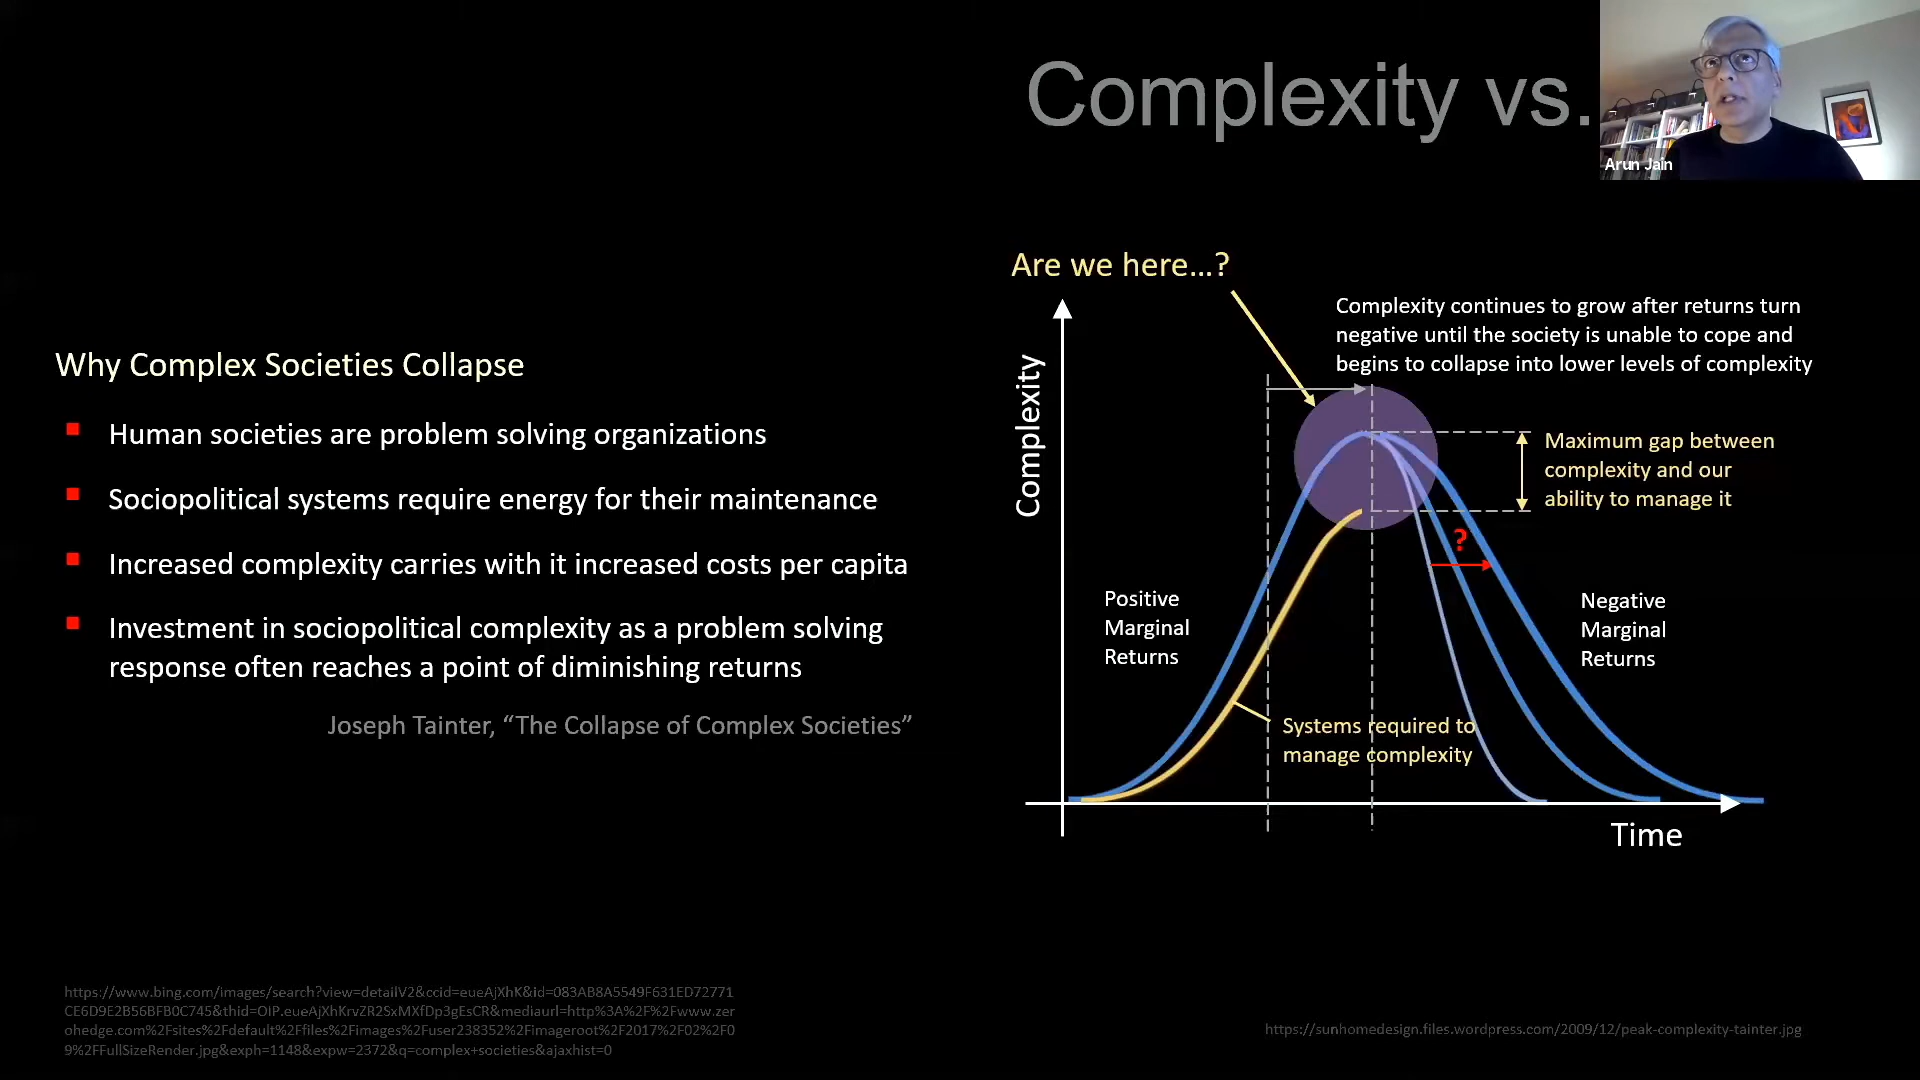 Complexity vs.
Arun Jain
Are we here...?
Complexity continues to grow after returns turn
negative until the society is unable to cope and
begins to collapse into lower levels of complexity
Why Complex Societies Collapse
Human societies are problem solving organizations
Sociopolitical systems require energy for their maintenance
Increased complexity carries with it increased costs per capita
Investment in sociopolitical complexity as a problem solving
response often reaches a point of diminishing returns
Joseph Tainter, “The Collapse of Complex Societies”
Complexity
Maximum gap between
complexity and our
ability to manage it
?
Positive
Marginal
Returns
Negative
Marginal
Returns
Systems required to
manage complexity
Time
https://www.bing.com/images/search?view=detailV2&ccid=eueAjXhK&id=083AB8A5549F631ED72771
CE6D9E2B56BFB0C745&thid=OIP.eueAjXhKrvZR2SxMXfDp3gEsCR&mediaurl=http%3A%2F%2Fwww.zer
ohedge.com%2Fsites%2Fdefault%2Ffiles%2Fimages%2Fuser238352%2Fimageroot%2F2017%2F02%2F0
9%2FFullSizeRender.jpg&exph=1148&expw=2372&q=complex+societies&ajaxhist=0
https://sunhomedesign.files.wordpress.com/2009/12/peak-complexity-tainter.jpg